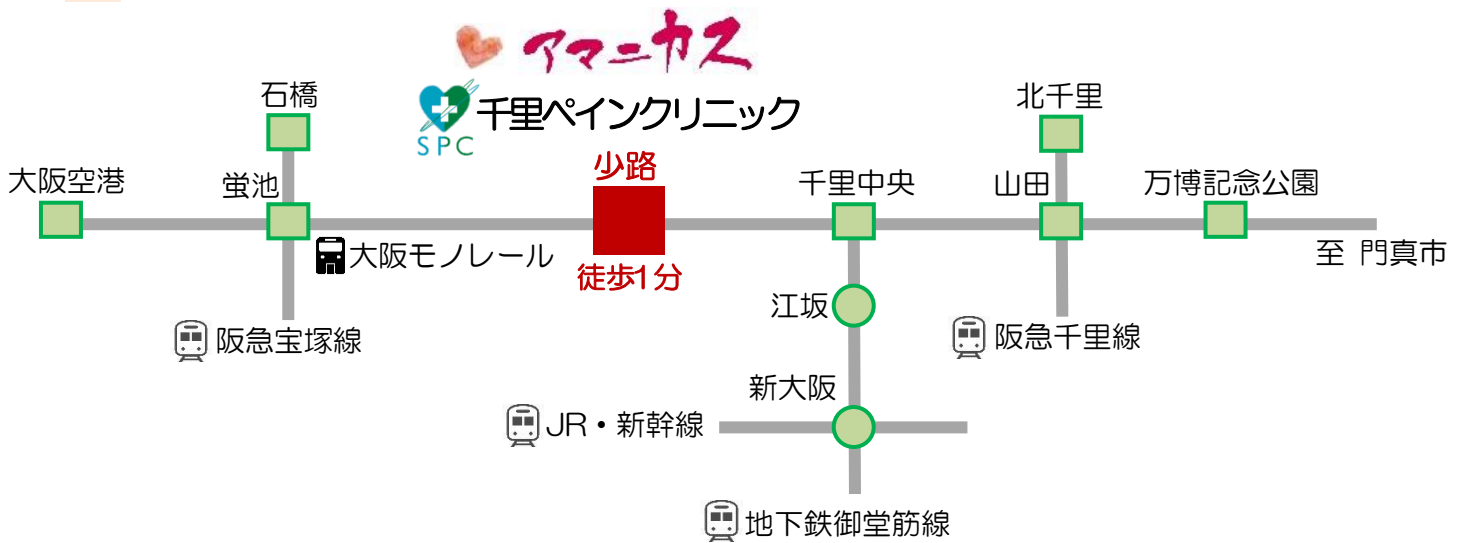 アマニカス
SPC
千里ペインクリニック
石橋
北千里
少路
大阪空港
蛍池
千里中央
山田
万博記念公園
大阪モノレール
徒歩1分
至 門真市
江坂
阪急宝塚線
阪急千里線
新大阪
JR・新幹線
地下鉄御堂筋線